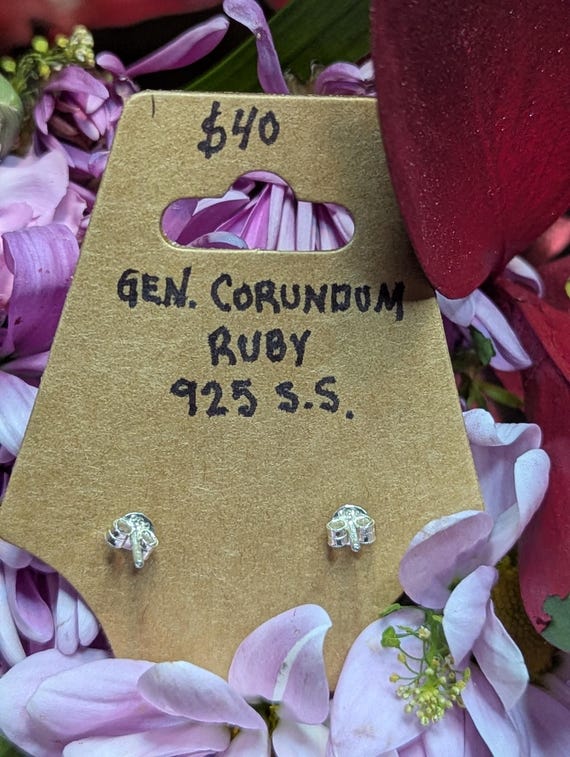 $40
GEN. CORUNDUM
RUBY
925 S.S.